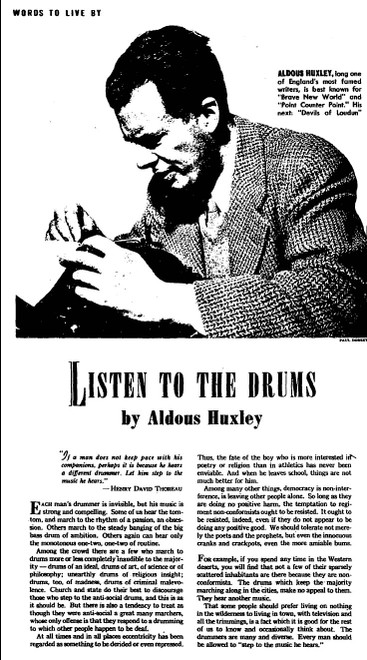 WORDS TO LIVE BY
ALDOUS HUXLEY, long one
of England's most famed
writers, is best known for
"Brave New World" and
"Point Counter Point." His
next: "Devils of Loudun"
LISTEN TO THE DRUMS
by Aldous Huxley
"If a man does not keep pace with his
companions, perhaps it is because he hears
a different drummer. Let him step to the
music he hears."
— HENRY DAVID THOREAU
EACH man's drummer is invisible, but his music is
strong and compelling. Some of us hear the tom-
tom, and march to the rhythm of a passion, an obses-
sion. Others march to the steady banging of the big
bass drum of ambition. Others again can hear only
the monotonous one-two, one-two of routine.
Among the crowd there are a few who march to
drums more or less completely inaudible to the major-
ity — drums of an ideal, drums of art, of science or of
philosophy; unearthly drums of religious insight;
drums, too, of madness, drums of criminal malevo-
lence. Church and state do their best to discourage
those who step to the anti-social drums, and this is as
it should be. But there is also a tendency to treat as
though they were anti-social a great many marchers,
whose only offense is that they respond to a drumming
to which other people happen to be deaf.
At all times and in all places eccentricity has been
regarded as something to be derided or even repressed.
Thus, the fate of the boy who is more interested in
poetry or religion than in athletics has never been
enviable. And when he leaves school, things are not
much better for him.
Among many other things, democracy is non-inter-
ference, is leaving other people alone. So long as they
are doing no positive harm, the temptation to regi-
ment non-conformists ought to be resisted. It ought to
be resisted, indeed, even if they do not appear to be
doing any positive good. We should tolerate not mere-
ly the poets and the prophets, but even the innocuous
cranks and crackpots, even the more amiable bums.
FOR example, if you spend any time in the Western
deserts, you will find that not a few of their sparsely
scattered inhabitants are there because they are non-
conformists. The drums which keep the majority
marching along in the cities, make no appeal to them.
They hear another music.
That some people should prefer living on nothing
in the wilderness to living in town, with television and
all the trimmings, is a fact which it is good for the rest
of us to know and occasionally think about. The
drummers are many and diverse. Every man should
be allowed "to step to the music he hears."